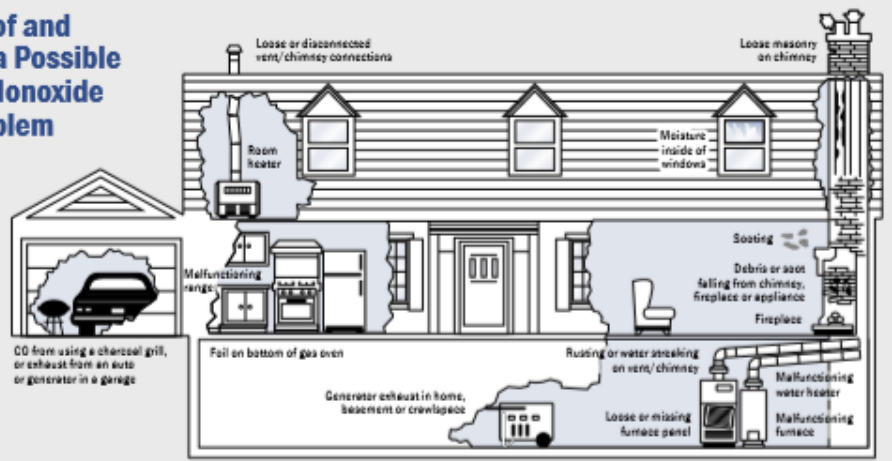 of and
a Possible
Monoxide
blem
Loose or disconnected
vent/chimney connections
Loose masonry
on chimney
Room
heater
Moisture
inside of
windows
Sooting
Malfunctioning
range
Debris or soot
falling from chimney,
fireplace or appliance
Fireplace
CO from using a charcoal grill,
or exhaust from an auto
or generator in a garage
Foil on bottom of gas oven
Rusting or water streaking
on vent/chimney
Generator exhaust in home,
basement or crawlspace
Malfunctioning
water heater
Loose or missing
furnace panel
Malfunctioning
furnace